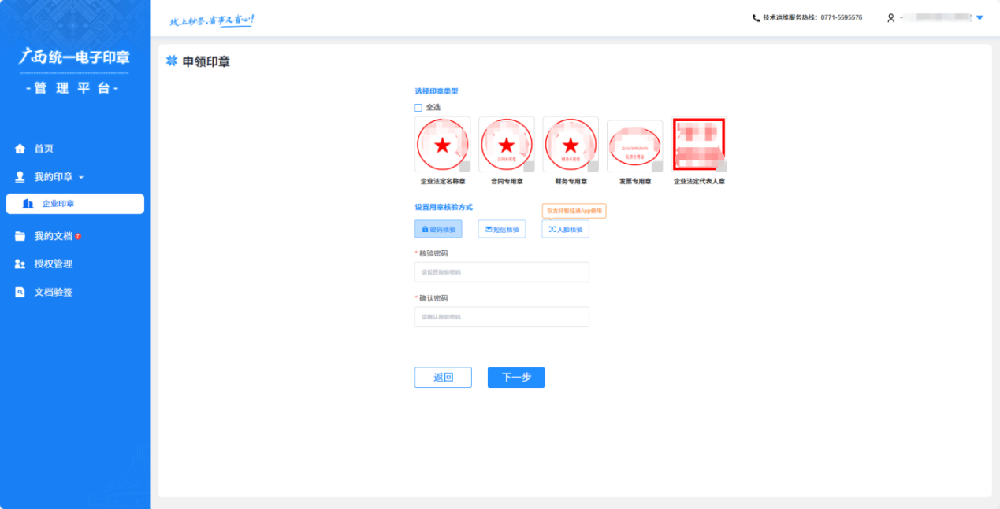 线上钤签,省事又省心!
技术运维服务热线：0771-5595576
广西统一电子印章
-管理平台-
首页
我的印章
企业印章
我的文档
授权管理
文档验签
申领印章
选择印章类型
全选
合同专用章
财务专用章
发票专用章
企业法定名称章
合同专用章
财务专用章
发票专用章
企业法定代表人章
设置用章核验方式
仅支持智桂通App使用
密码核验
短信核验
人脸核验
*核验密码
请设置核验密码
*确认密码
请确认核验密码
返回
下一步